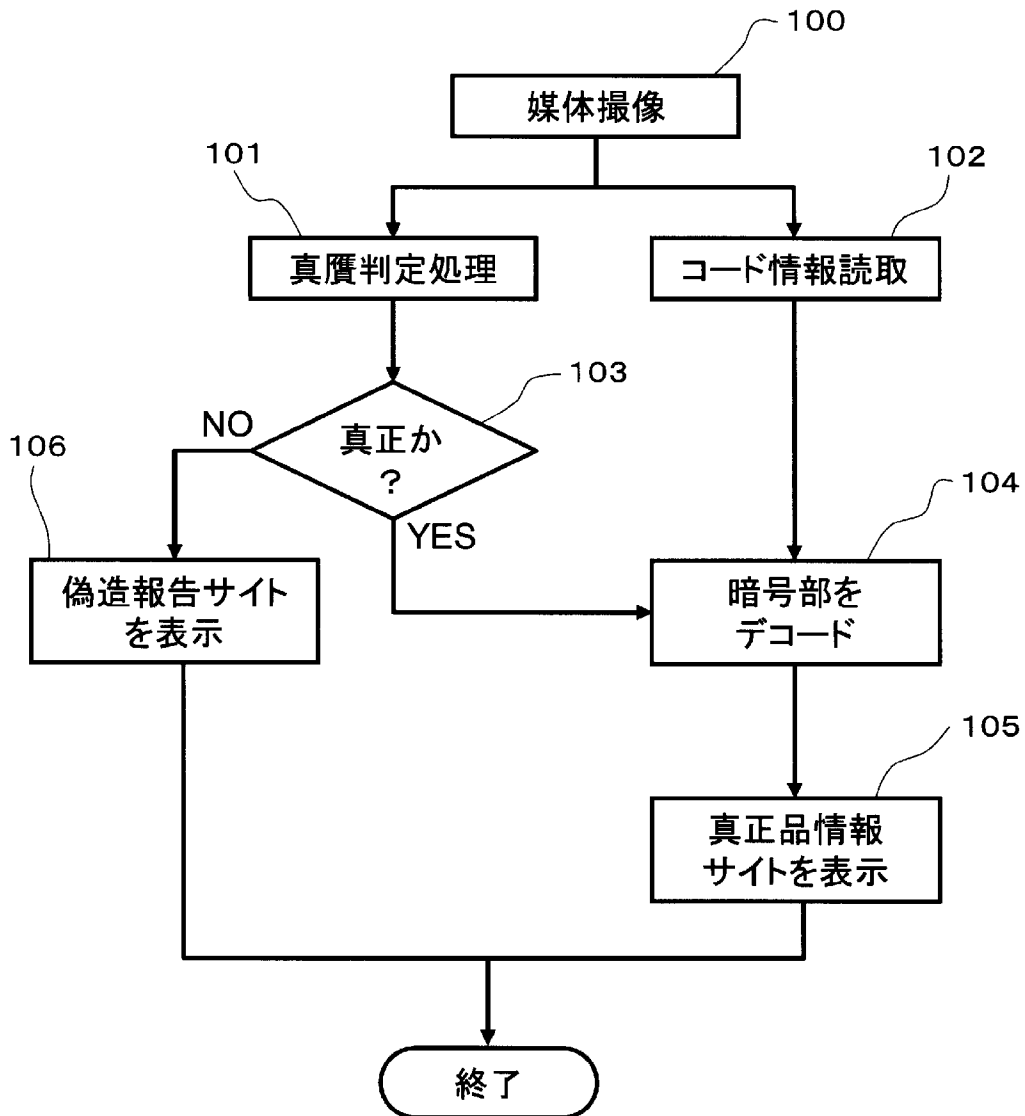 100
媒体撮像
101
102
真贋判定処理
コード情報読取
103
NO
真正か
?
106
YES
104
偽造報告サイト
を表示
暗号部を
デコード
105
真正品情報
サイトを表示
終了